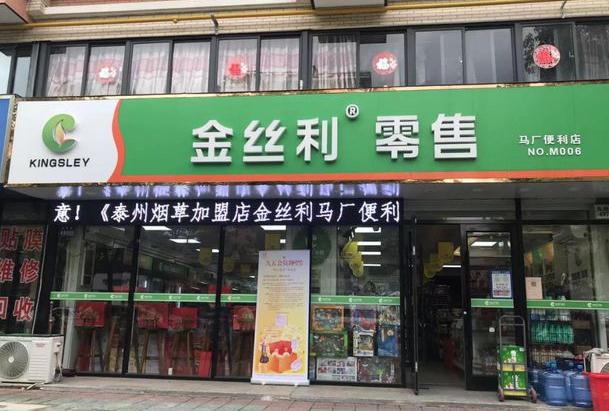 金丝利® 零售
KINGSLEY
马厂便利店
NO.M006
意！《泰州烟草加盟店金丝利马厂便利
贴膜
维修
回收